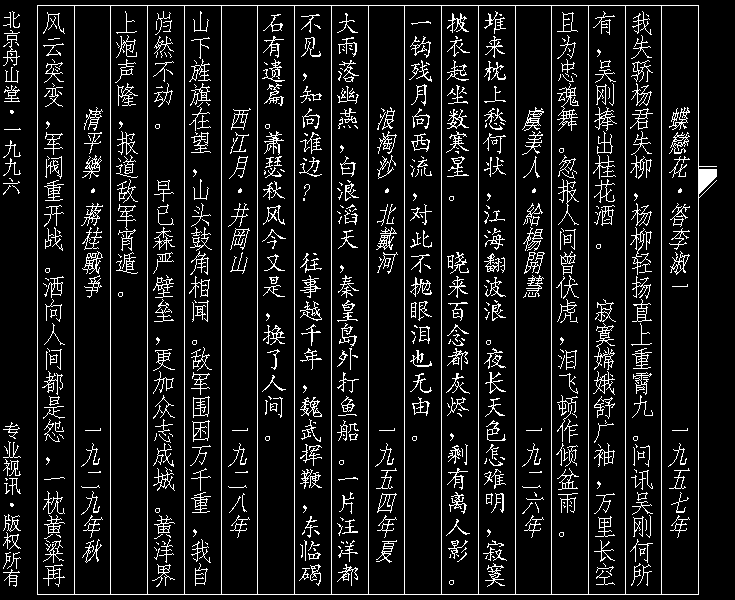 蝶戀花·答李淑一 一九五七年
我失骄杨君失柳，杨柳轻扬直上重霄九。问讯吴刚何所
有，吴刚捧出桂花酒。 寂寞嫦娥舒广袖，万里长空
且为忠魂舞。忽报人间曾伏虎，泪飞顿作倾盆雨。
虞美人·給楊開慧 一九二六年
堆来枕上愁何状，江海翻波浪。夜长天色怎难明，寂寞
披衣起坐数寒星。 晓来百念都灰烬，剩有离人影。
一钩残月向西流，对此不抛眼泪也无由。
浪淘沙·北戴河 一九五四年夏
大雨落幽燕，白浪滔天，秦皇岛外打鱼船。一片汪洋都
不见，知向谁边？ 往事越千年，魏武挥鞭，东临碣
石有遗篇。萧瑟秋风今又是，换了人间。
西江月·井岡山 一九二八年
山下旌旗在望，山头鼓角相闻。敌军围困万千重，我自
岿然不动。 早已森严壁垒，更加众志成城。黄洋界
上炮声隆，报道敌军宵遁。
清平樂·蔣桂戰爭 一九二九年秋
风云突变，军阀重开战。洒向人间都是怨，一枕黄粱再
北京舟山堂·一九九六 专业视讯·版权所有